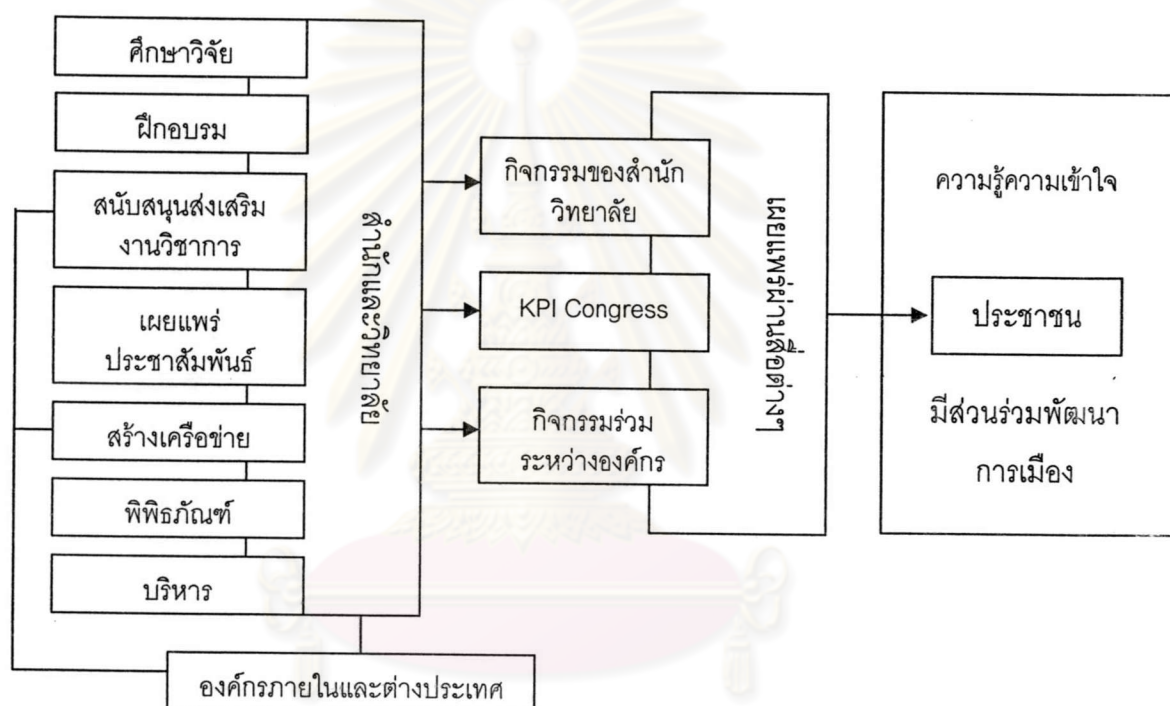 ศึกษาวิจัย
ฝึกอบรม
สนับสนุนส่งเสริม
งานวิชาการ
เผยแพร่
ประชาสัมพันธ์
สร้างเครือข่าย
พิพิธภัณฑ์
บริหาร
องค์กรภายในและต่างประเทศ
สำนักและวิทยาลัย
กิจกรรมของสำนัก
วิทยาลัย
KPI Congress
กิจกรรมร่วม
ระหว่างองค์กร
เผยแพร่ผ่านสื่อต่างๆ
ความรู้ความเข้าใจ
ประชาชน
มีส่วนร่วมพัฒนา
การเมือง